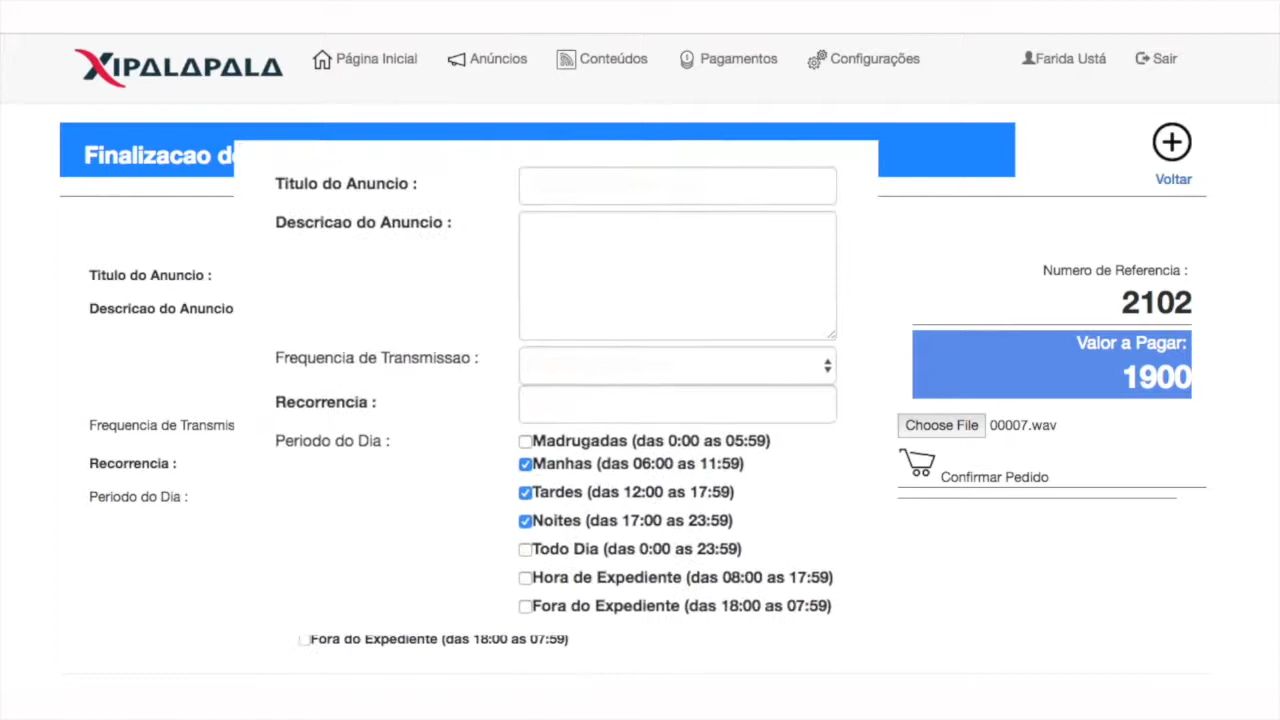 XIPALAPALA
Página Inicial
Anúncios
Conteúdos
Pagamentos
Configurações
Farida Ustá
Sair
Finalizacao de
Voltar
Titulo do Anuncio :
Descricao do Anuncio :
Frequência de Transmissao :
Recorrencia :
Periodo do Dia :
Madrugadas (das 0:00 as 05:59)
Manhas (das 06:00 as 11:59)
Tardes (das 12:00 as 17:59)
Noites (das 17:00 as 23:59)
Todo Dia (das 0:00 as 23:59)
Hora de Expediente (das 08:00 as 17:59)
Fora do Expediente (das 18:00 as 07:59)
Titulo do Anuncio :
Descricao do Anuncio
Frequencia de Transmis
Recorrencia :
Periodo do Dia :
Fora do Expediente (das 18:00 as 07:59)
Numero de Referencia :
2102
Valor a Pagar:
1900
Choose File 00007.wav
Confirmar Pedido